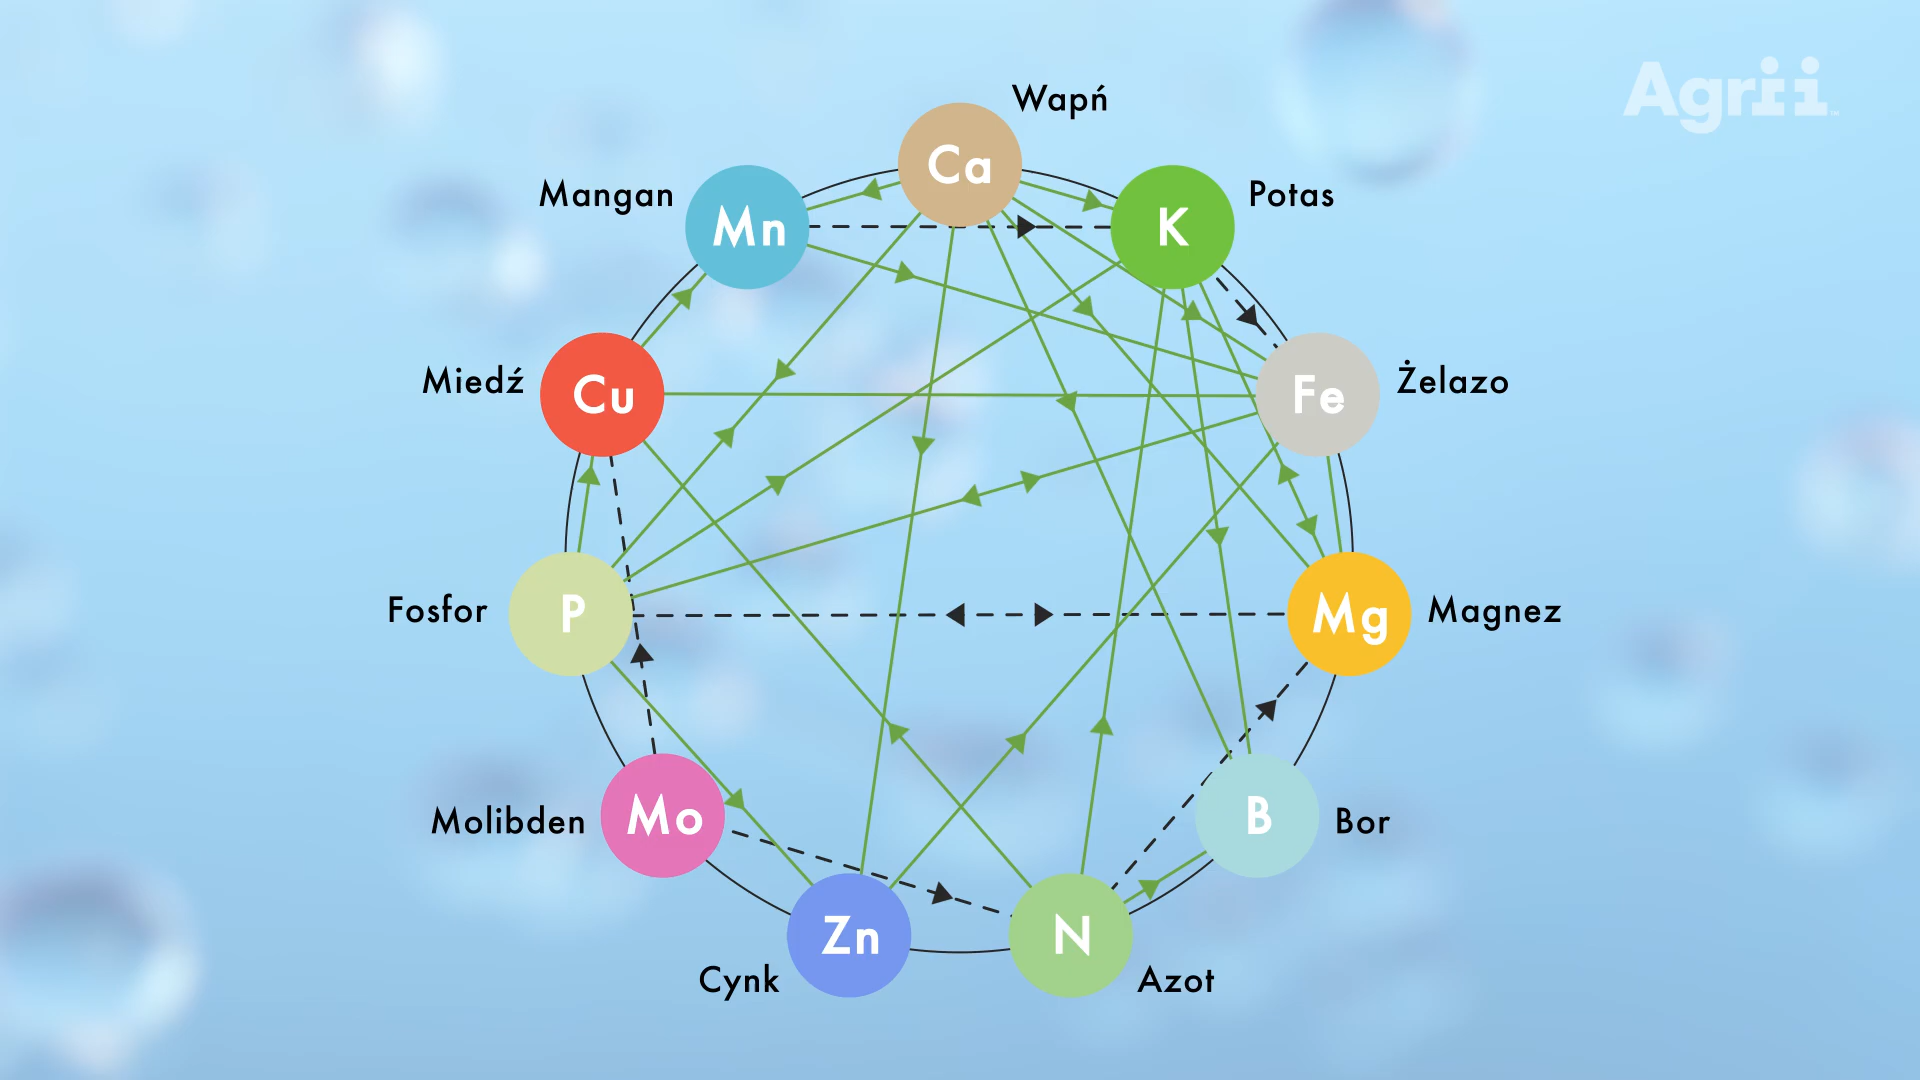 Agrii
Wapń
Ca
Mangan
Mn
K
Potas
Miedź
Cu
Fe
Żelazo
Fosfor
P
Mg
Magnez
Molibden
Mo
B
Bor
Zn
N
Cynk
Azot